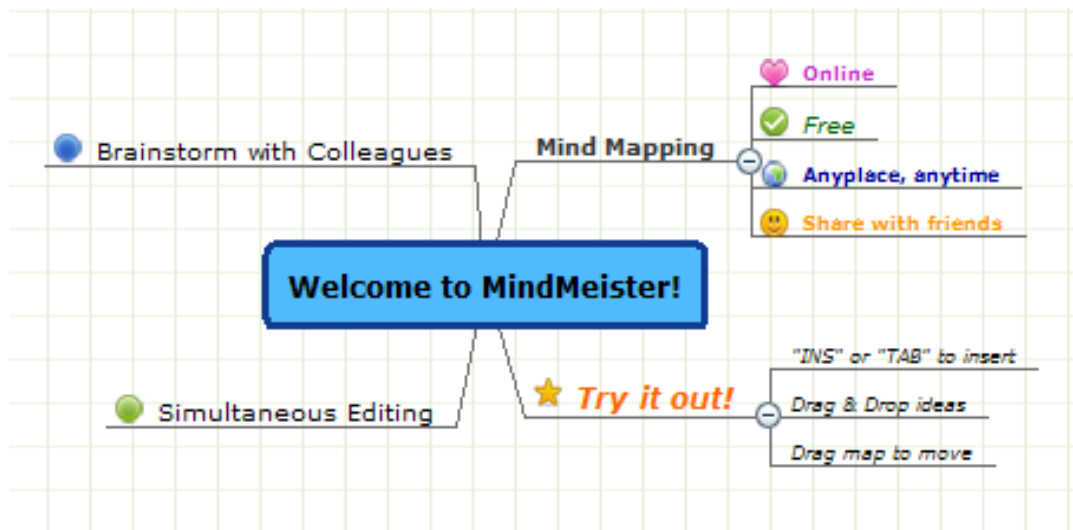 Brainstorm with Colleagues
Mind Mapping
Online
Free
Anyplace, anytime
Share with friends
Welcome to MindMeister!
Simultaneous Editing
Try it out!
"INS" or "TAB" to insert
Drag & Drop ideas
Drag map to move